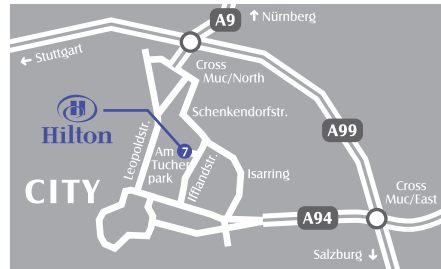 A9
↑ Nürnberg
← Stuttgart
Cross
Muc/North
Hilton
Schenkendorfstr.
A99
Leopoldstr.
Am
Tucher
park
7
Ifflandstr.
Isarring
CITY
Cross
Muc/East
A94
Salzburg ↓